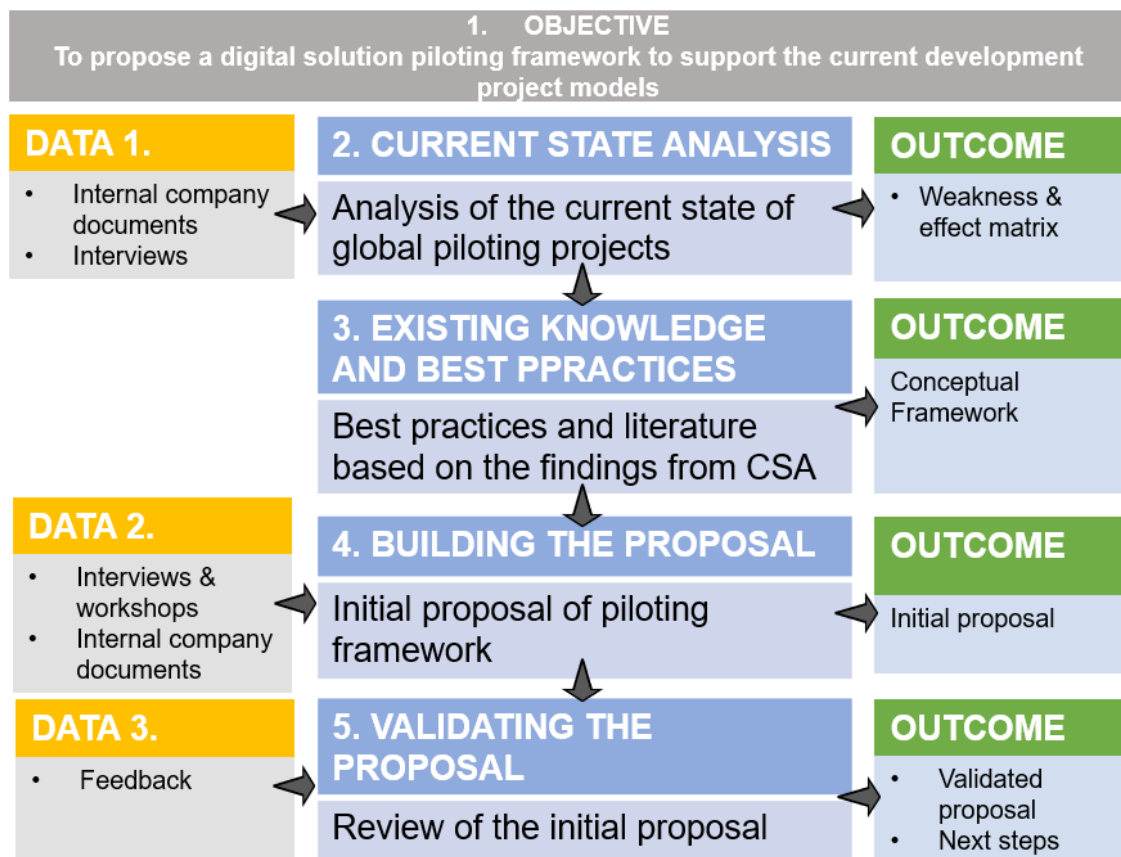 1. OBJECTIVE
To propose a digital solution piloting framework to support the current development
project models
DATA 1.
• Internal company
documents
• Interviews
2. CURRENT STATE ANALYSIS
Analysis of the current state of
global piloting projects
OUTCOME
• Weakness &
effect matrix
3. EXISTING KNOWLEDGE
AND BEST PPRACTICES
Best practices and literature
based on the findings from CSA
OUTCOME
Conceptual
Framework
DATA 2.
• Interviews &
workshops
• Internal company
documents
4. BUILDING THE PROPOSAL
Initial proposal of piloting
framework
OUTCOME
Initial proposal
DATA 3.
• Feedback
5. VALIDATING THE
PROPOSAL
Review of the initial proposal
OUTCOME
• Validated
proposal
• Next steps